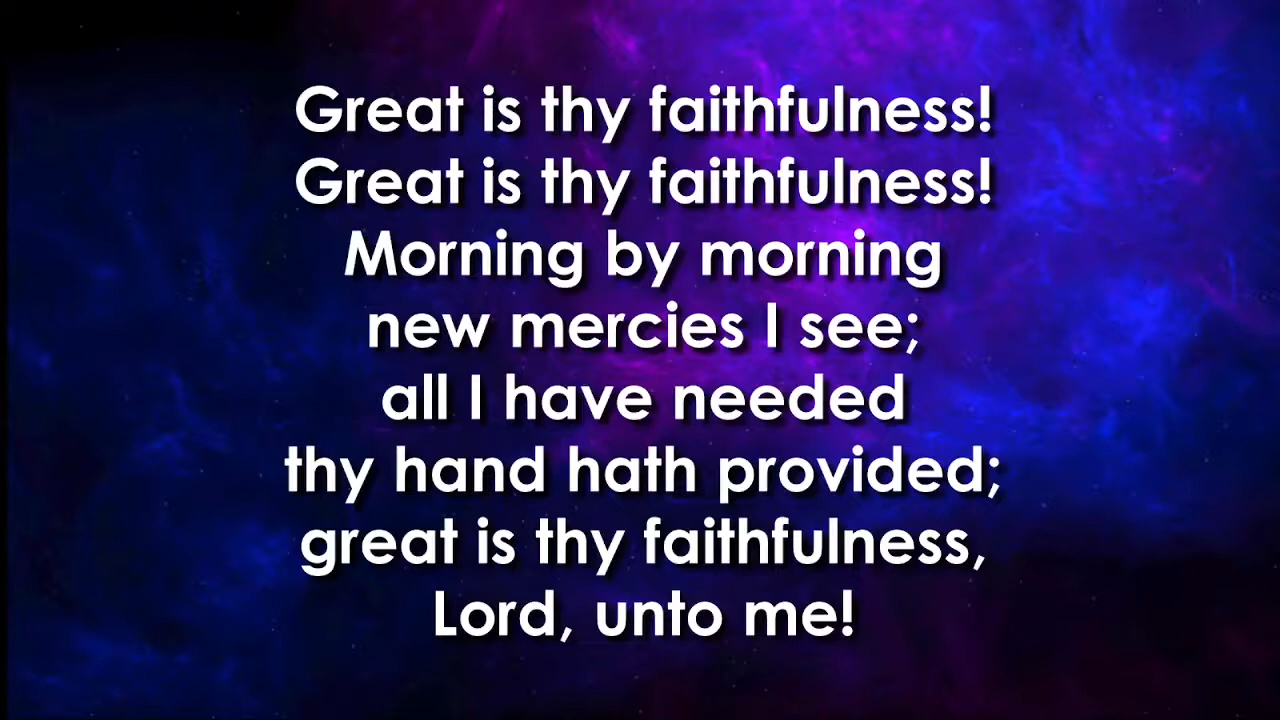 Great is thy faithfulness!
Great is thy faithfulness!
Morning by morning
new mercies I see;
all I have needed
thy hand hath provided;
great is thy faithfulness,
Lord, unto me!